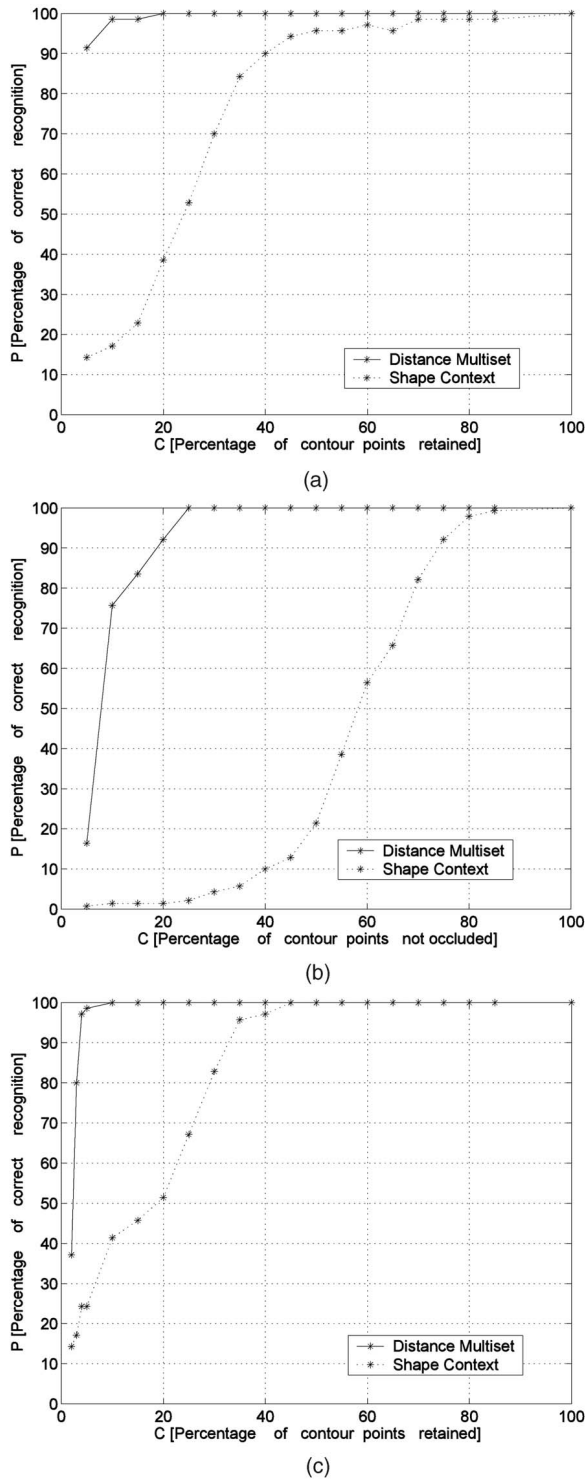 100
90
80
70
60
50
40
30
20
10
0
P [Percentage of correct recognition]
Distance Multiset
Shape Context
0 20 40 60 80 100
C [Percentage of contour points retained]
(a)
100
90
80
70
60
50
40
30
20
10
0
P [Percentage of correct recognition]
Distance Multiset
Shape Context
0 20 40 60 80 100
C [Percentage of contour points not occluded]
(b)
100
90
80
70
60
50
40
30
20
10
0
P [Percentage of correct recognition]
Distance Multiset
Shape Context
0 20 40 60 80 100
C [Percentage of contour points retained]
(c)